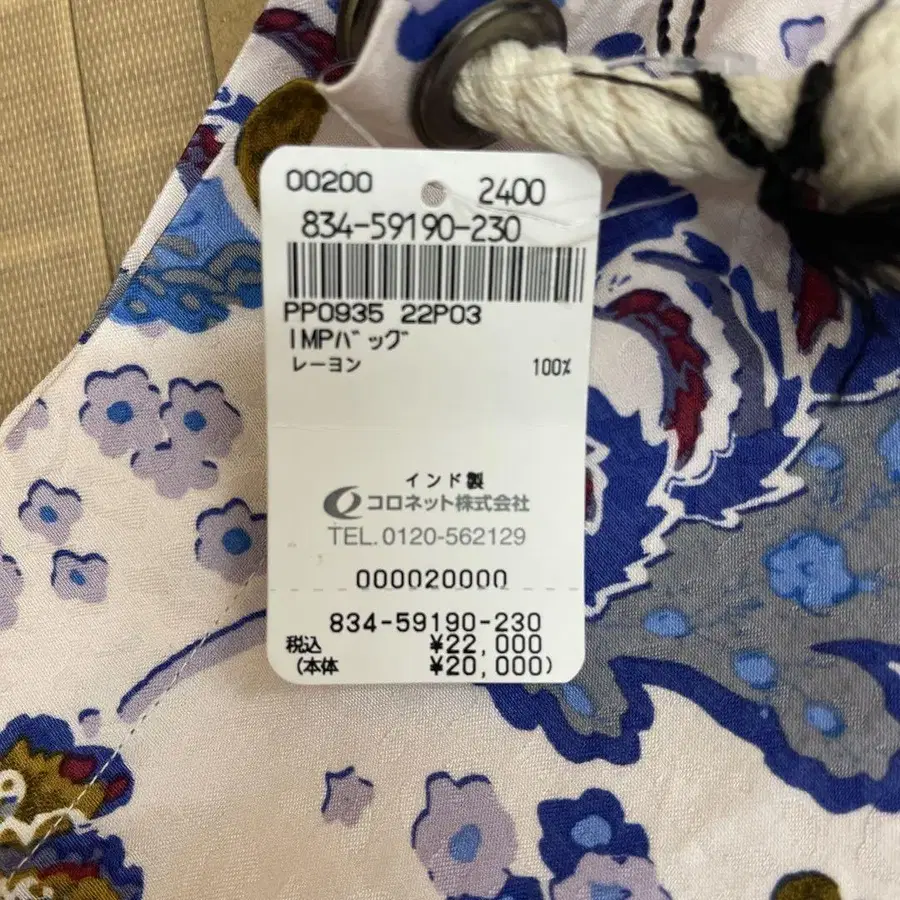 00200 2400
834-59190-230
PP0935 22P03
IMPバッグ
レーヨン 100%
インド製
コロネット株式会社
TEL.0120-562129
000020000
834-59190-230
税込 ¥22,000
(本体 ¥20,000)